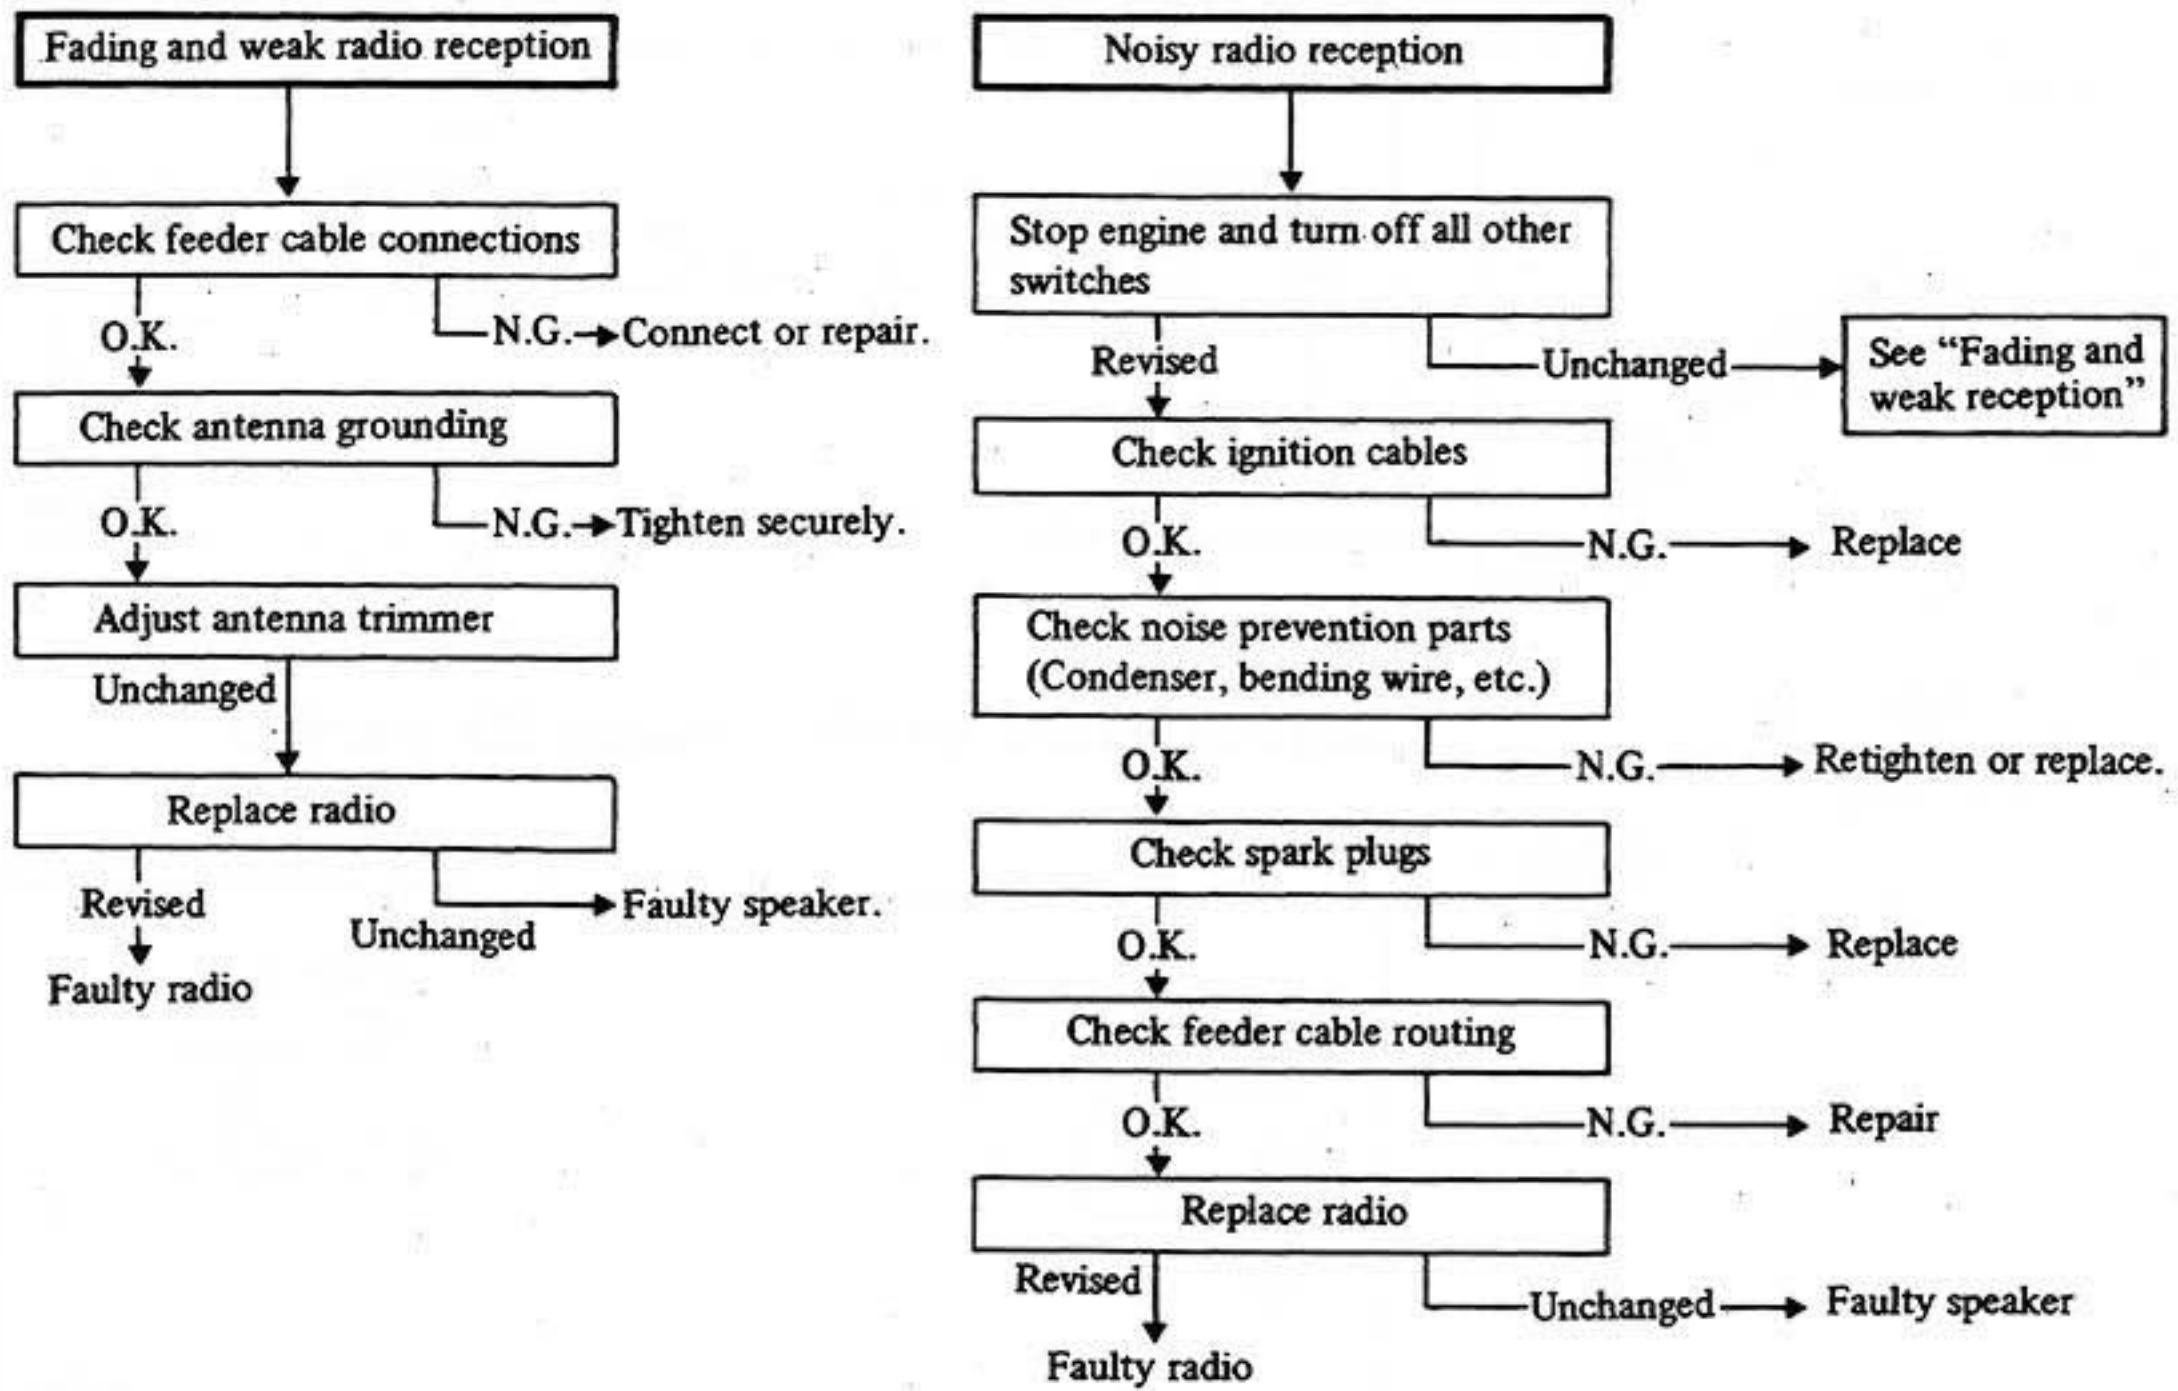 Fading and weak radio reception
Check feeder cable connections
O.K.
N.G.
Connect or repair.
Check antenna grounding
O.K.
N.G.
Tighten securely.
Adjust antenna trimmer
Unchanged
Replace radio
Revised
Unchanged
Faulty speaker.
Faulty radio
Noisy radio reception
Stop engine and turn off all other
switches
Revised
Unchanged
See “Fading and
weak reception”
Check ignition cables
O.K.
N.G.
Replace
Check noise prevention parts
(Condenser, bending wire, etc.)
O.K.
N.G.
Retighten or replace.
Check spark plugs
O.K.
N.G.
Replace
Check feeder cable routing
O.K.
N.G.
Repair
Replace radio
Revised
Unchanged
Faulty speaker
Faulty radio